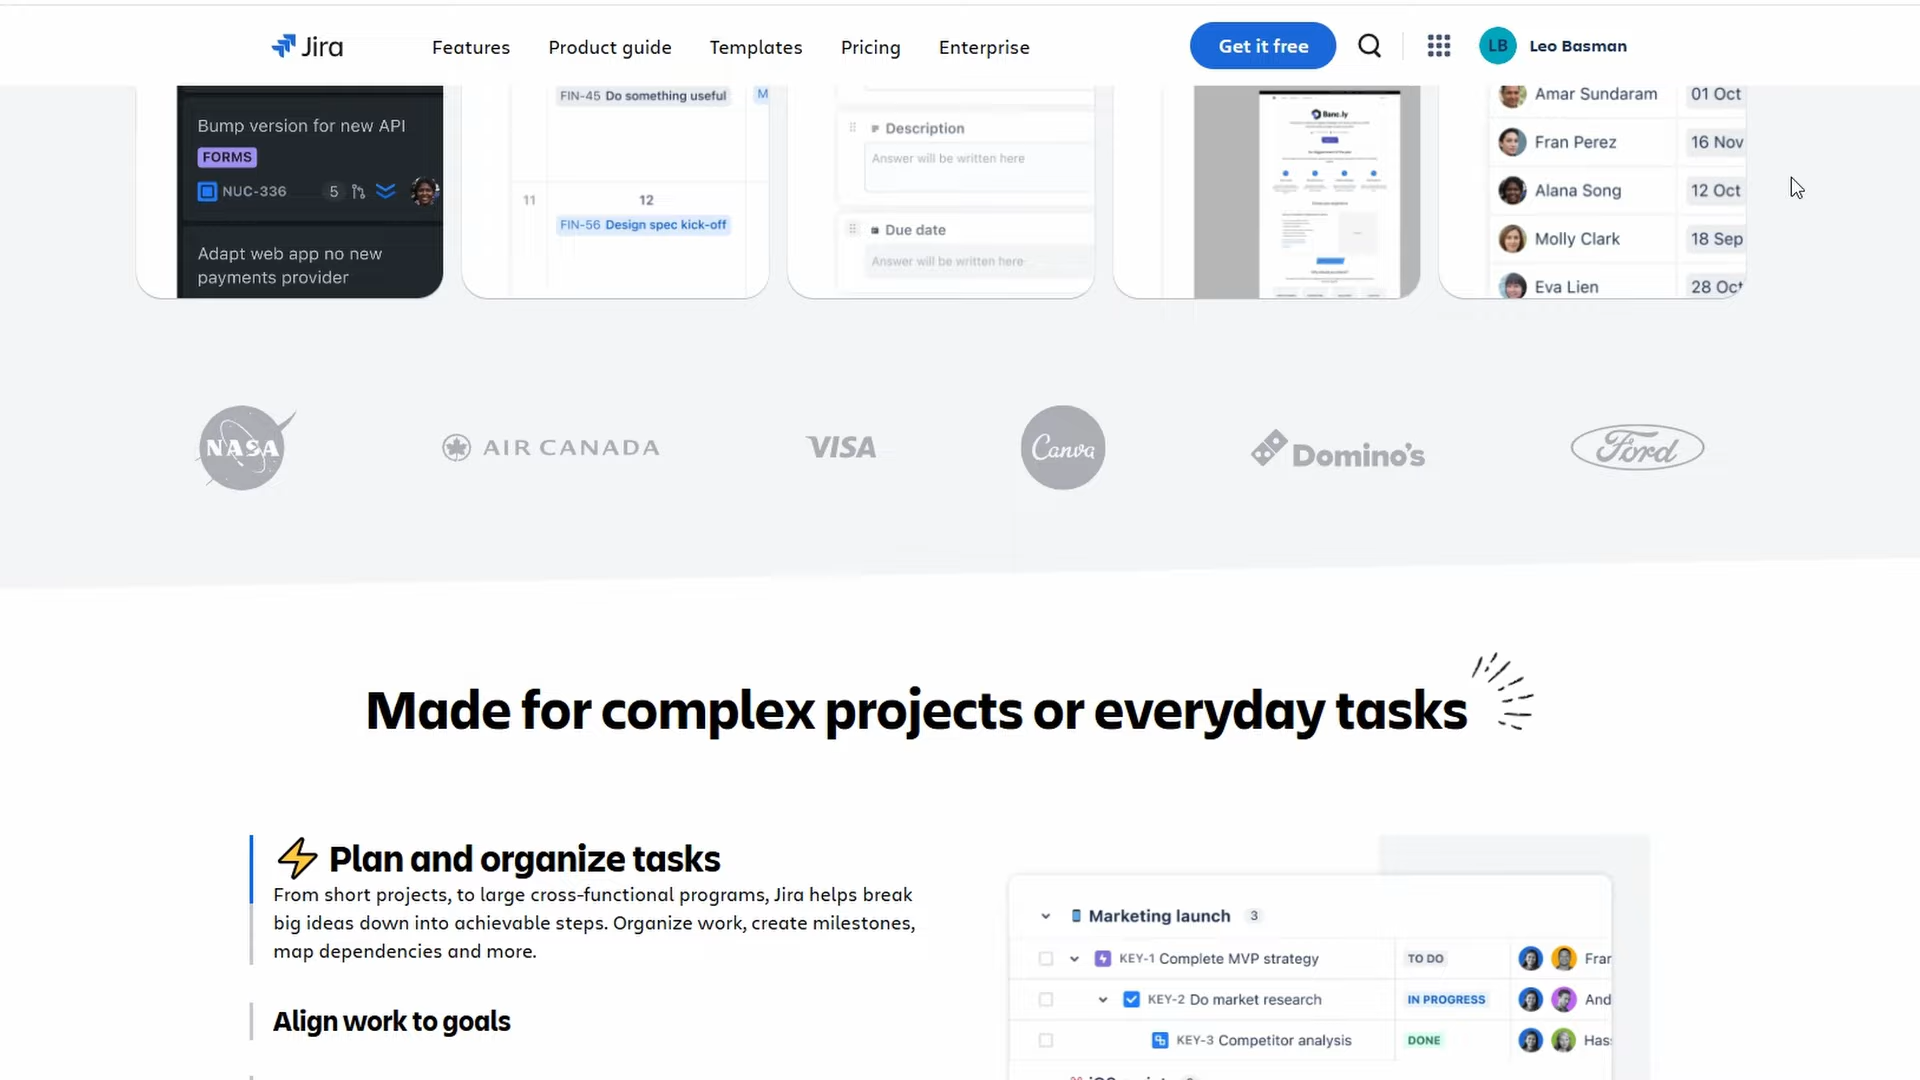 Jira
Features
Product guide
Templates
Pricing
Enterprise
Get it free
LB
Leo Basman
Bump version for new API
FORMS
NUC-336
5
Adapt web app no new
payments provider
FIN-45 Do something useful
M
11
12
FIN-56 Design spec kick-off
Description
Answer will be written here
Due date
Answer will be written here
Banc.ly
Amar Sundaram
01 Oct
Fran Perez
16 Nov
Alana Song
12 Oct
Molly Clark
18 Sep
Eva Lien
28 Oct
NASA
AIR CANADA
VISA
Canva
Domino's
Ford
Made for complex projects or everyday tasks
Plan and organize tasks
From short projects, to large cross-functional programs, Jira helps break
big ideas down into achievable steps. Organize work, create milestones,
map dependencies and more.
Align work to goals
Marketing launch 3
KEY-1 Complete MVP strategy
TO DO
Fran
KEY-2 Do market research
IN PROGRESS
And
KEY-3 Competitor analysis
DONE
Has